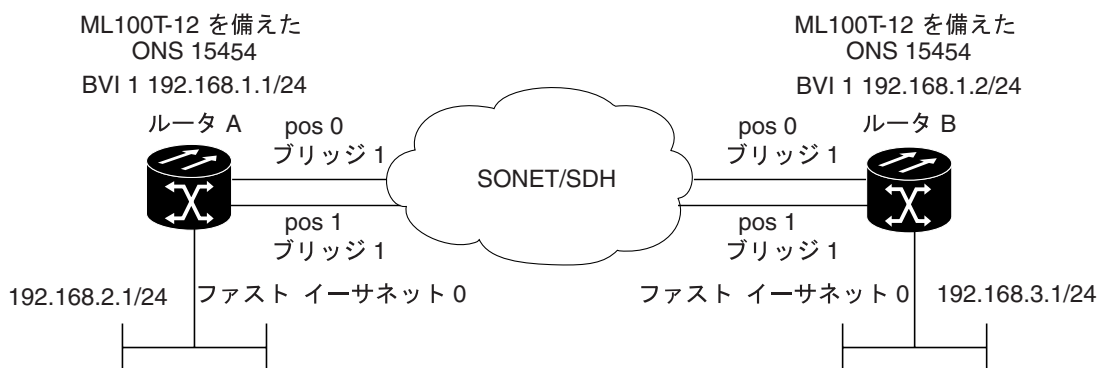 ML100T-12 を備えた
ONS 15454
BVI 1 192.168.1.1/24
ルータ A
pos 0
ブリッジ 1
pos 1
ブリッジ 1
SONET/SDH
ML100T-12 を備えた
ONS 15454
BVI 1 192.168.1.2/24
pos 0
ブリッジ 1
ルータ B
pos 1
ブリッジ 1
192.168.2.1/24
ファスト イーサネット 0
ファスト イーサネット 0
192.168.3.1/24